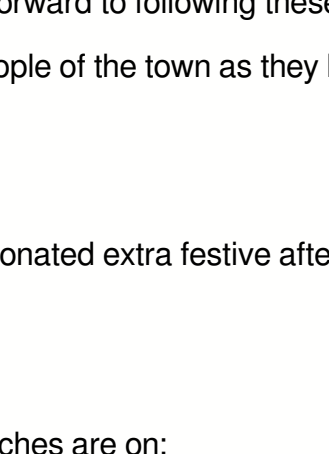 orward to following these
ople of the town as they
onated extra festive afte
ches are on: